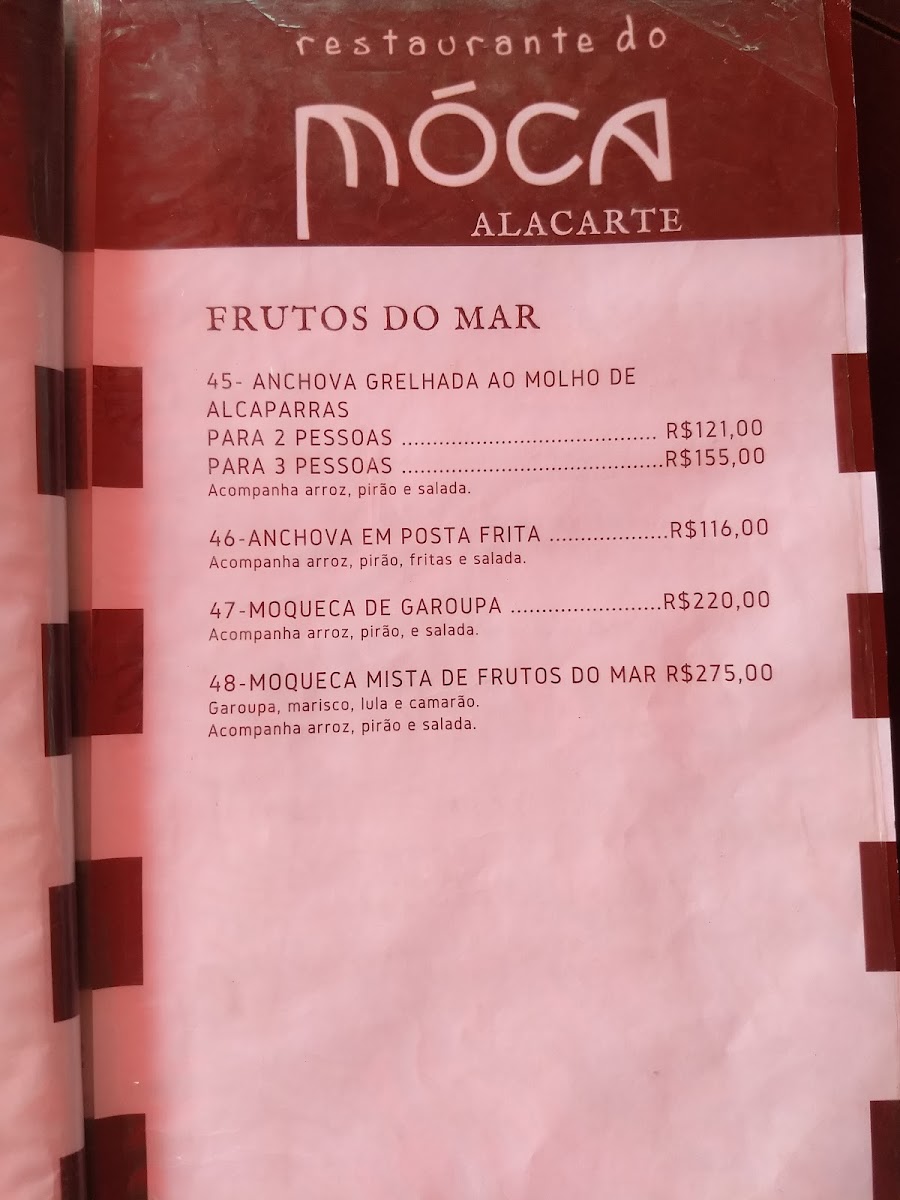 restaurante do
MÓCA
ALACARTE
FRUTOS DO MAR
45- ANCHOVA GRELHADA AO MOLHO DE
ALCAPARRAS
PARA 2 PESSOAS ......................................... R$121,00
PARA 3 PESSOAS ..........................................R$155,00
Acompanha arroz, pirão e salada.
46-ANCHOVA EM POSTA FRITA ...................R$116,00
Acompanha arroz, pirão, fritas e salada.
47-MOQUECA DE GAROUPA ........................R$220,00
Acompanha arroz, pirão, e salada.
48-MOQUECA MISTA DE FRUTOS DO MAR R$275,00
Garoupa, marisco, lula e camarão.
Acompanha arroz, pirão e salada.